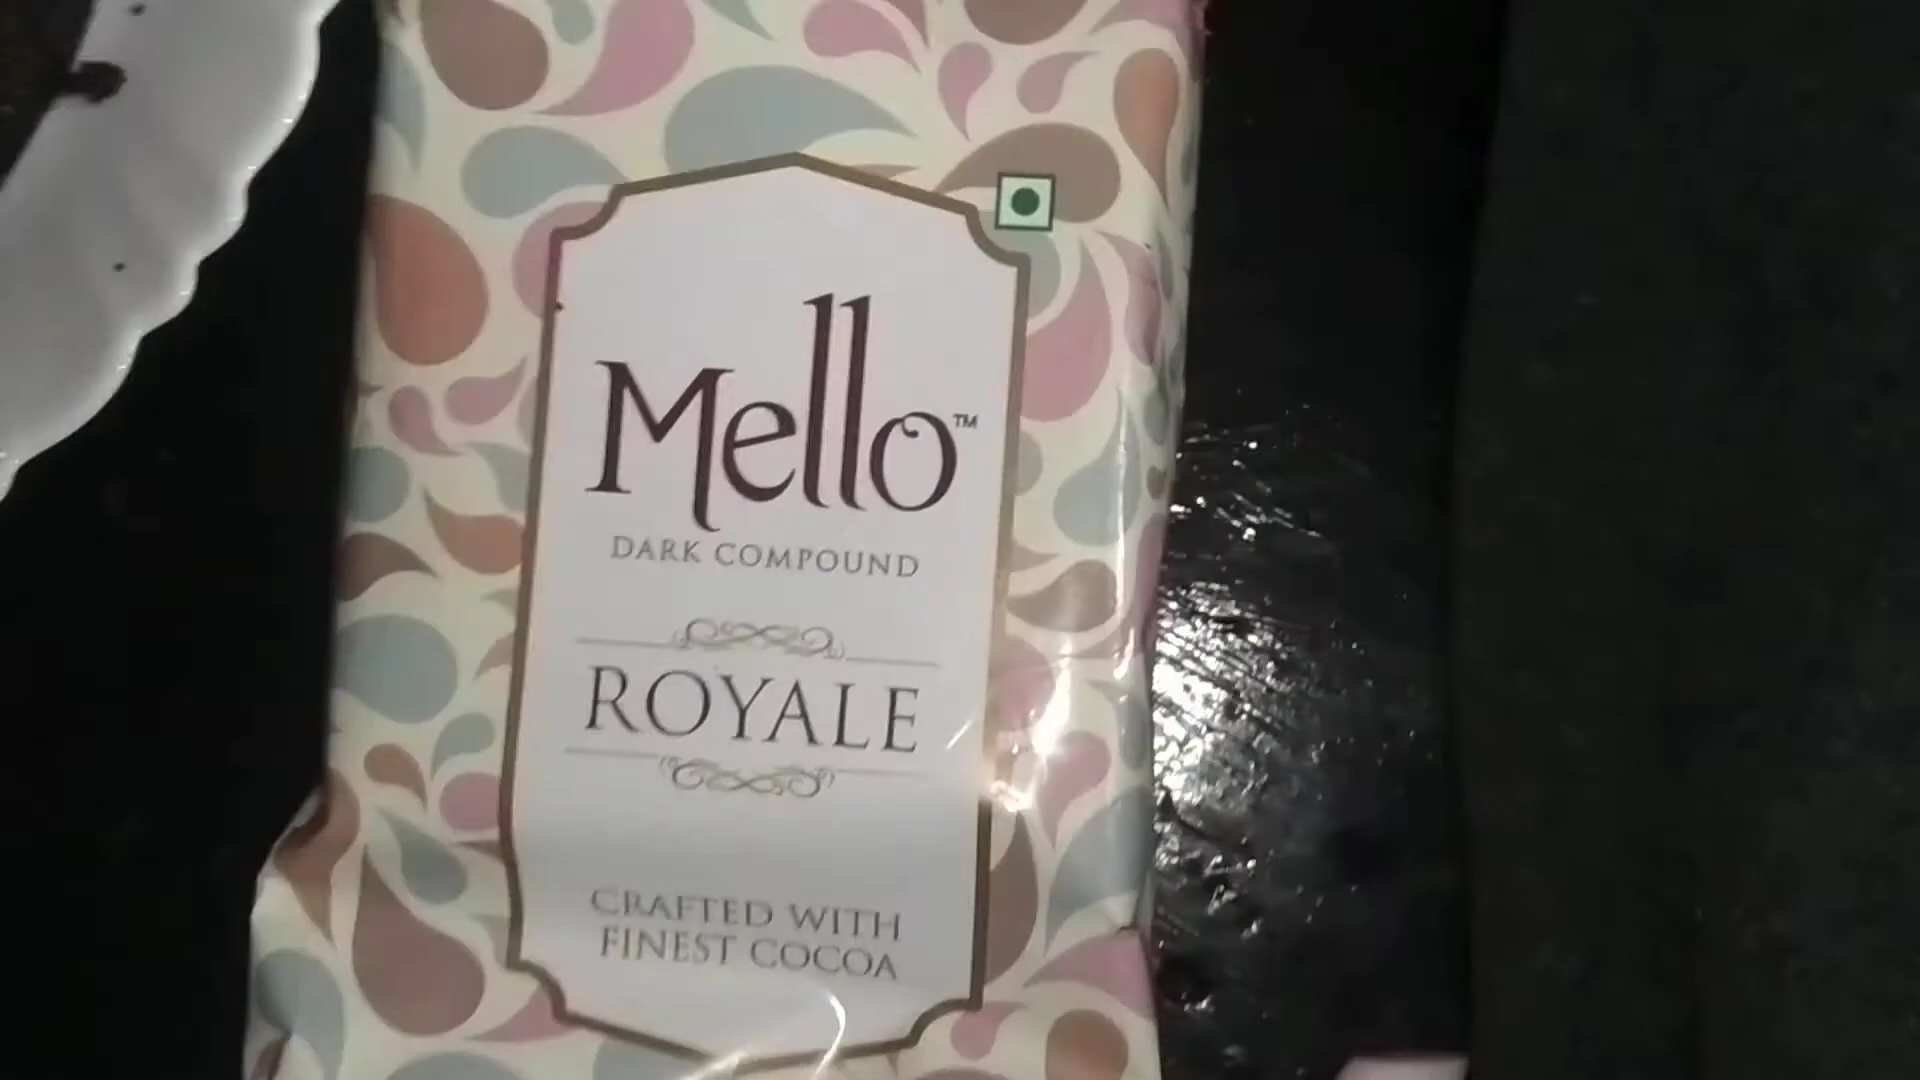 Mello™
DARK COMPOUND
ROYALE
CRAFTED WITH
FINEST COCOA